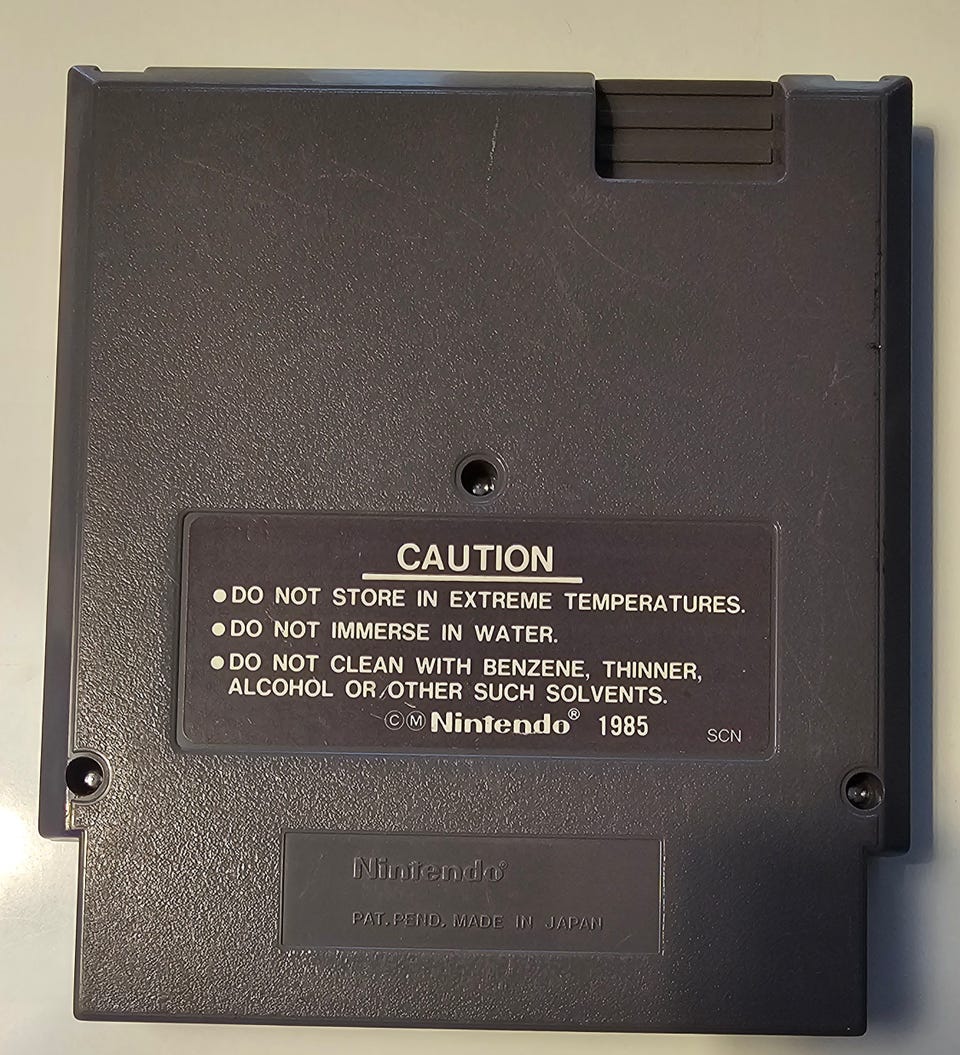 CAUTION
●DO NOT STORE IN EXTREME TEMPERATURES.
●DO NOT IMMERSE IN WATER.
●DO NOT CLEAN WITH BENZENE, THINNER,
ALCOHOL OR OTHER SUCH SOLVENTS.
ⒸⓂ Nintendo® 1985 SCN
Nintendo®
PAT. PEND. MADE IN JAPAN